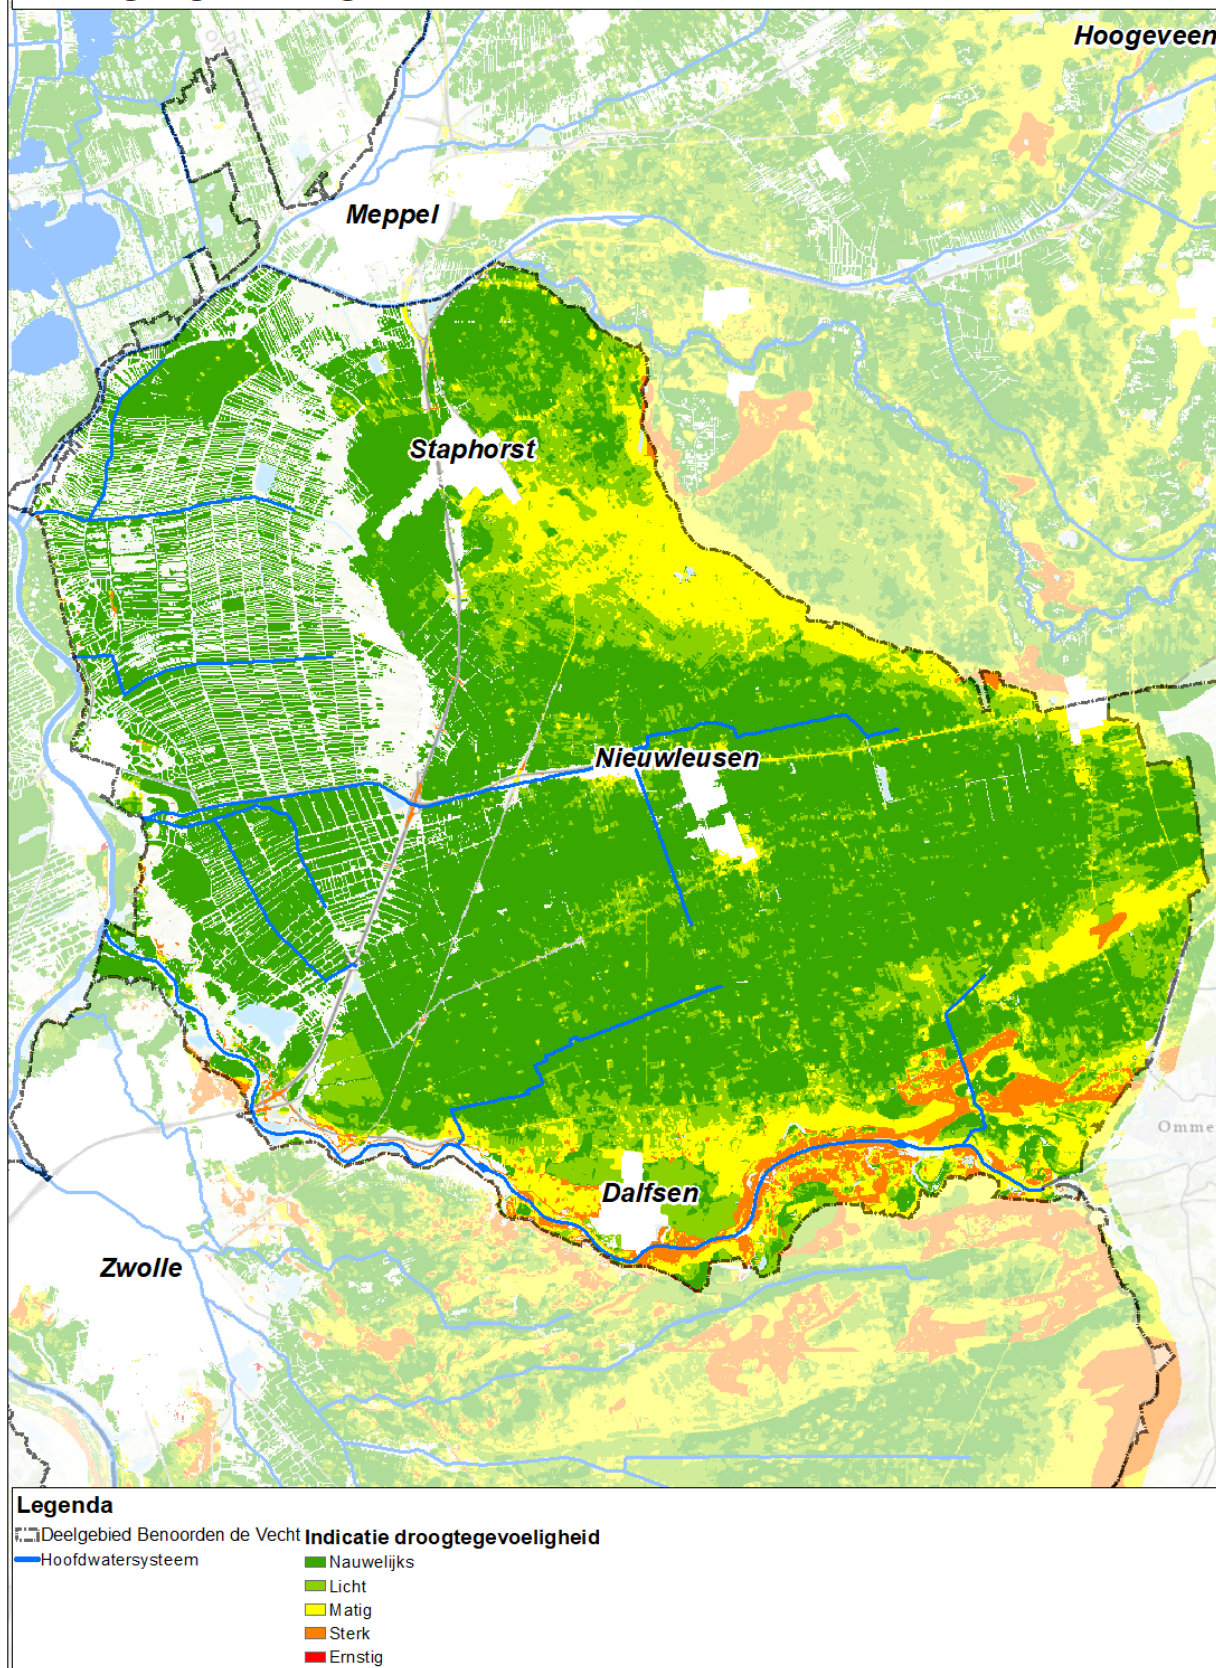 Hoogeveen
Meppel
Staphorst
Nieuwleusen
Omme
Dalfsen
Zwolle
Legenda
Deelgebied Benoorden de Vecht
Hoofdwatersysteem
Indicatie droogtegevoeligheid
Nauwelijks
Licht
Matig
Sterk
Ernstig